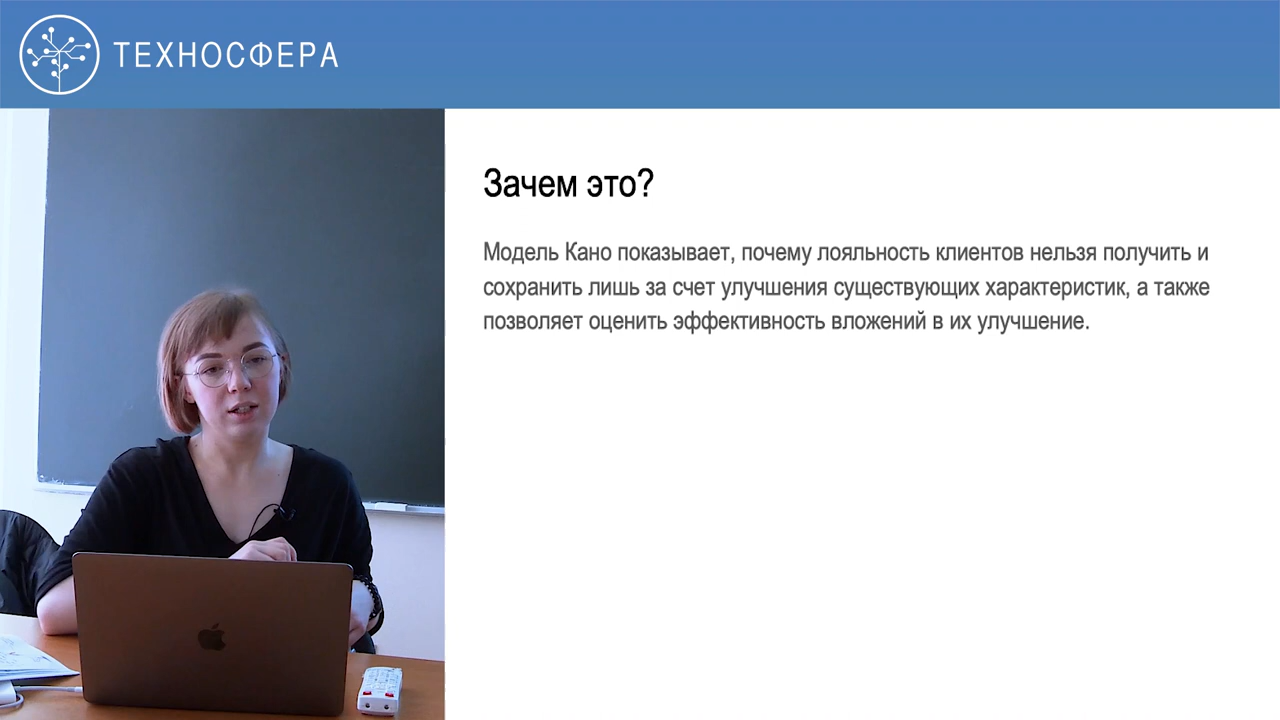 ТЕХНОСФЕРА
Зачем это?
Модель Кано показывает, почему лояльность клиентов нельзя получить и
сохранить лишь за счет улучшения существующих характеристик, а также
позволяет оценить эффективность вложений в их улучшение.